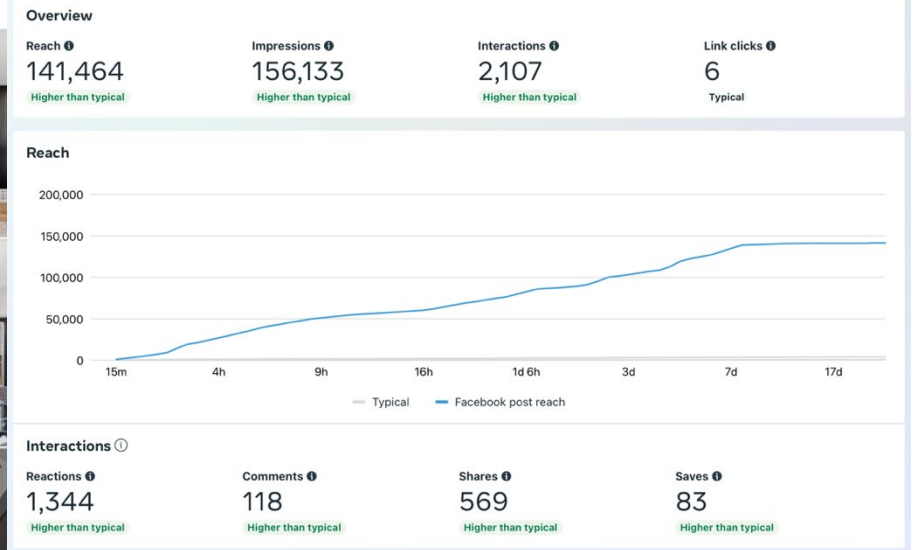 Overview
Reach Impressions Interactions Link clicks
141,464 156,133 2,107 6
Higher than typical Higher than typical Higher than typical Typical
Reach
200,000
150,000
100,000
50,000
0
15m 4h 9h 16h 1d 6h 3d 7d 17d
Typical Facebook post reach
Interactions
Reactions Comments Shares Saves
1,344 118 569 83
Higher than typical Higher than typical Higher than typical Higher than typical